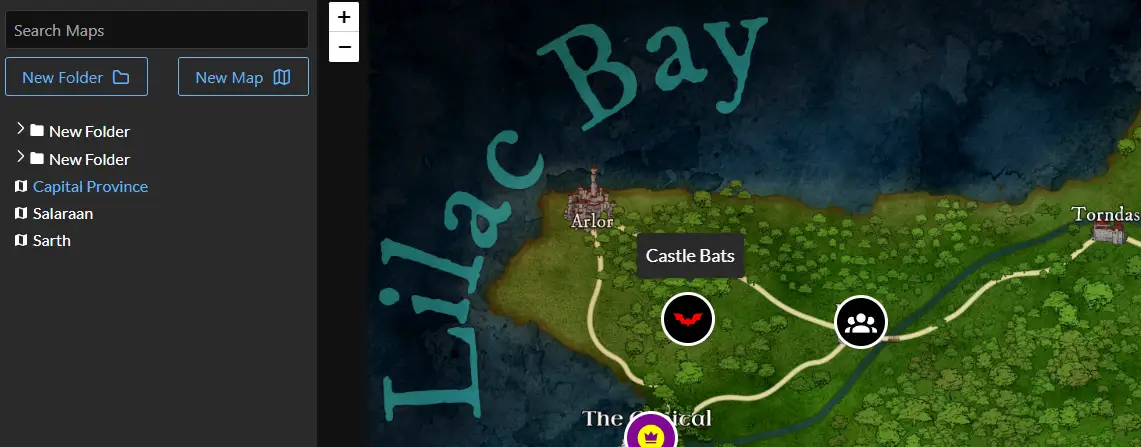 Search Maps
New Folder
New Map
New Folder
New Folder
Capital Province
Salaraan
Sarth
+
−
Lilac Bay
Arlor
Torndas
Castle Bats
The